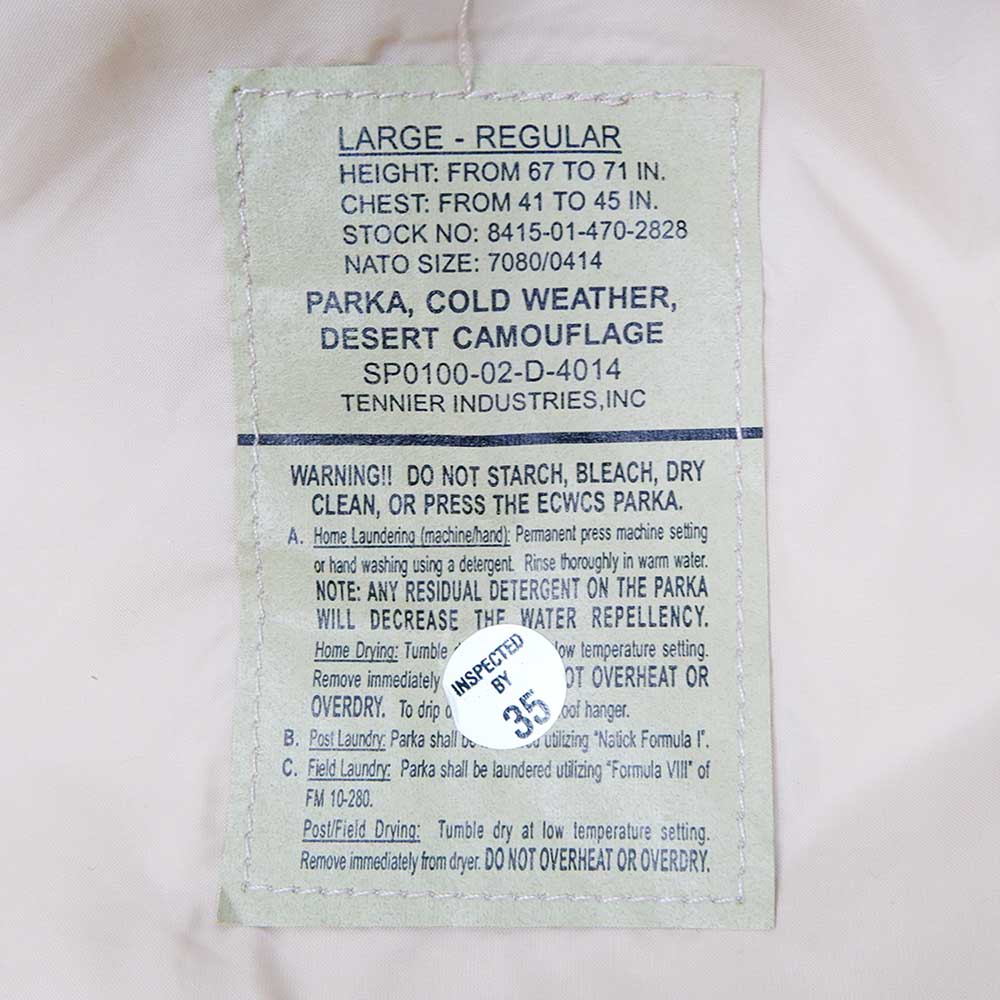 LARGE - REGULAR
HEIGHT: FROM 67 TO 71 IN.
CHEST: FROM 41 TO 45 IN.
STOCK NO: 8415-01-470-2828
NATO SIZE: 7080/0414
PARKA, COLD WEATHER,
DESERT CAMOUFLAGE
SP0100-02-D-4014
TENNIER INDUSTRIES,INC
WARNING!! DO NOT STARCH, BLEACH, DRY
CLEAN, OR PRESS THE ECWCS PARKA.
A. Home Laundering (machine/hand): Permanent press machine setting
or hand washing using a detergent. Rinse thoroughly in warm water.
NOTE: ANY RESIDUAL DETERGENT ON THE PARKA
WILL DECREASE THE WATER REPELLENCY.
Home Drying: Tumble low temperature setting.
Remove immediately OT OVERHEAT OR
OVERDRY. To drip oof hanger.
INSPECTED
BY
35
B. Post Laundry: Parka shall utilizing "Natick Formula I".
C. Field Laundry: Parka shall be laundered utilizing "Formula VIII" of
FM 10-280.
Post/Field Drying: Tumble dry at low temperature setting.
Remove immediately from dryer. DO NOT OVERHEAT OR OVERDRY.